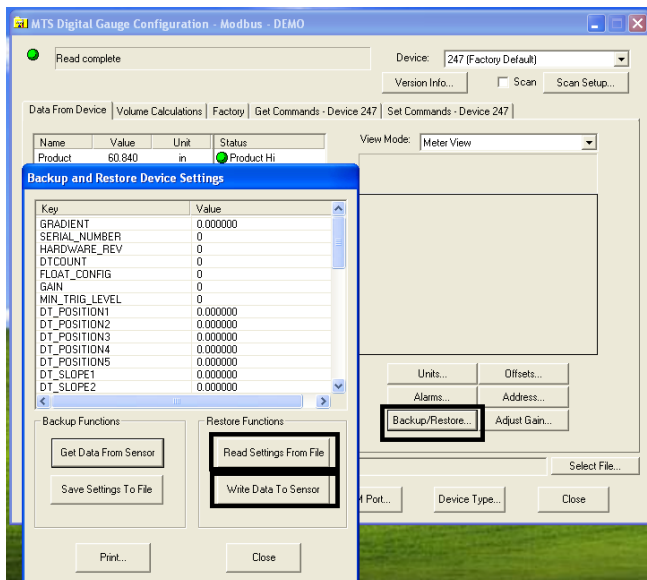 MTS Digital Gauge Configuration - Modbus - DEMO
Read complete
Device: 247 (Factory Default)
Version Info... Scan Scan Setup...
Data From Device Volume Calculations Factory Get Commands - Device 247 Set Commands - Device 247
Name Value Unit Status
Product 60.840 in Product Hi
View Mode: Meter View
Backup and Restore Device Settings
Key Value
GRADIENT 0.000000
SERIAL_NUMBER 0
HARDWARE_REV 0
DTCOUNT 0
FLOAT_CONFIG 0
GAIN 0
MIN_TRIG_LEVEL 0
DT_POSITION1 0.000000
DT_POSITION2 0.000000
DT_POSITION3 0.000000
DT_POSITION4 0.000000
DT_POSITION5 0.000000
DT_SLOPE1 0.000000
DT_SLOPE2 0.000000
Backup Functions Restore Functions
Get Data From Sensor Read Settings From File
Save Settings To File Write Data To Sensor
Print... Close
Units... Offsets...
Alarms... Address...
Backup/Restore... Adjust Gain...
Select File...
M Port... Device Type... Close